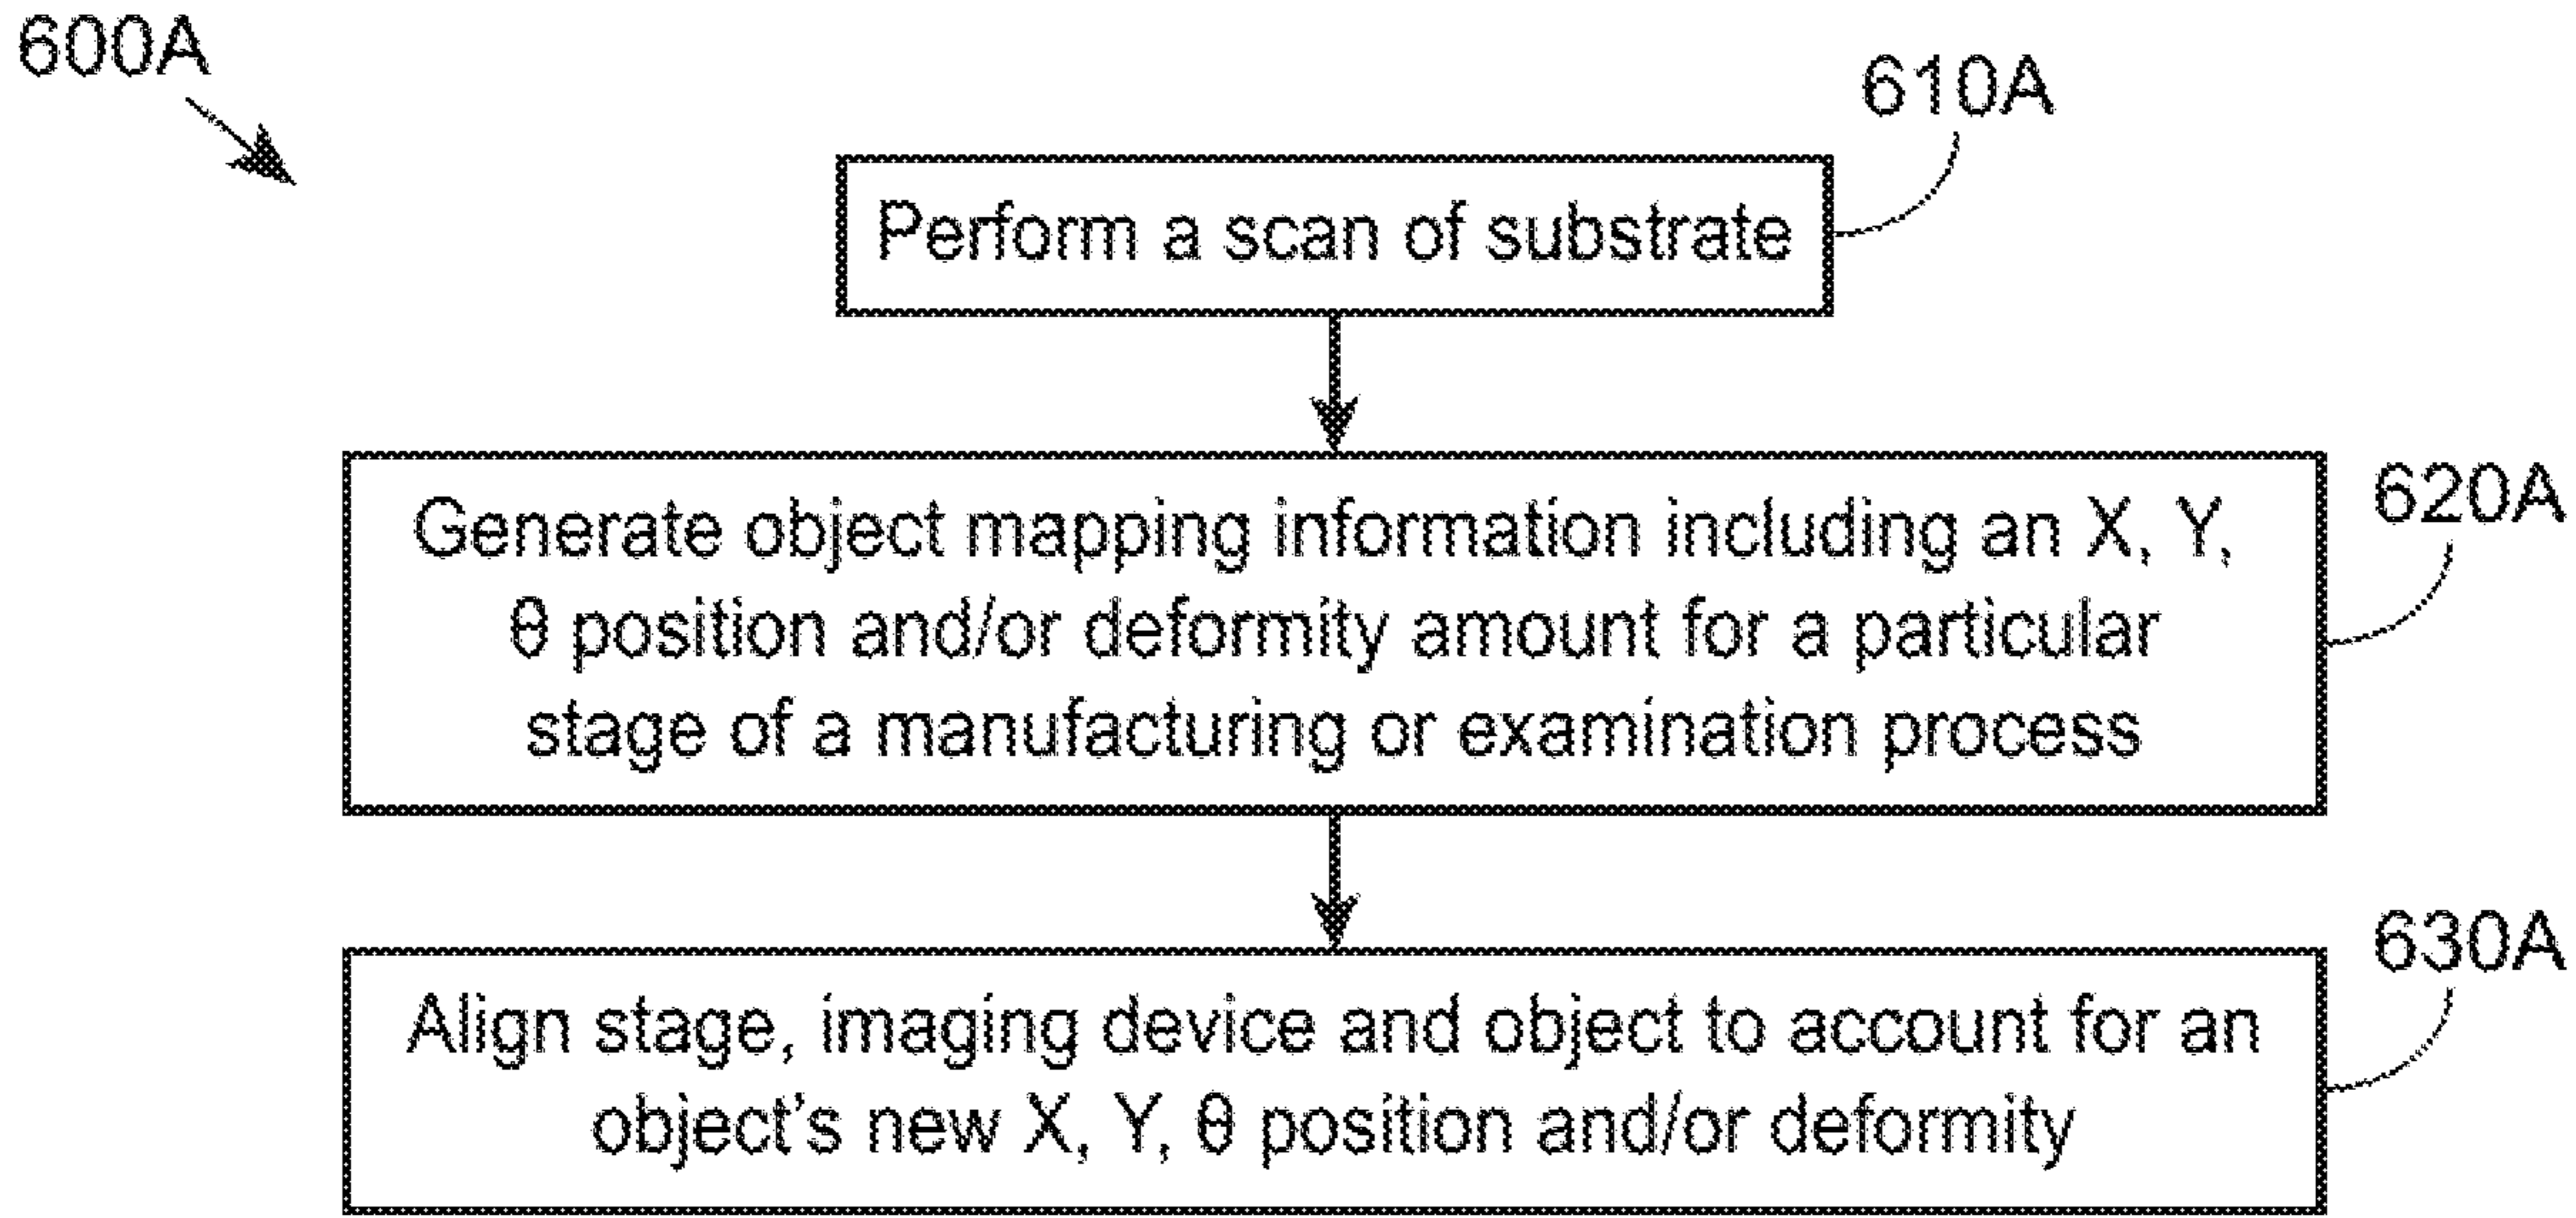 600A
610A
Perform a scan of substrate
620A
Generate object mapping information including an X, Y,
θ position and/or deformity amount for a particular
stage of a manufacturing or examination process
630A
Align stage, imaging device and object to account for an
object's new X, Y, θ position and/or deformity